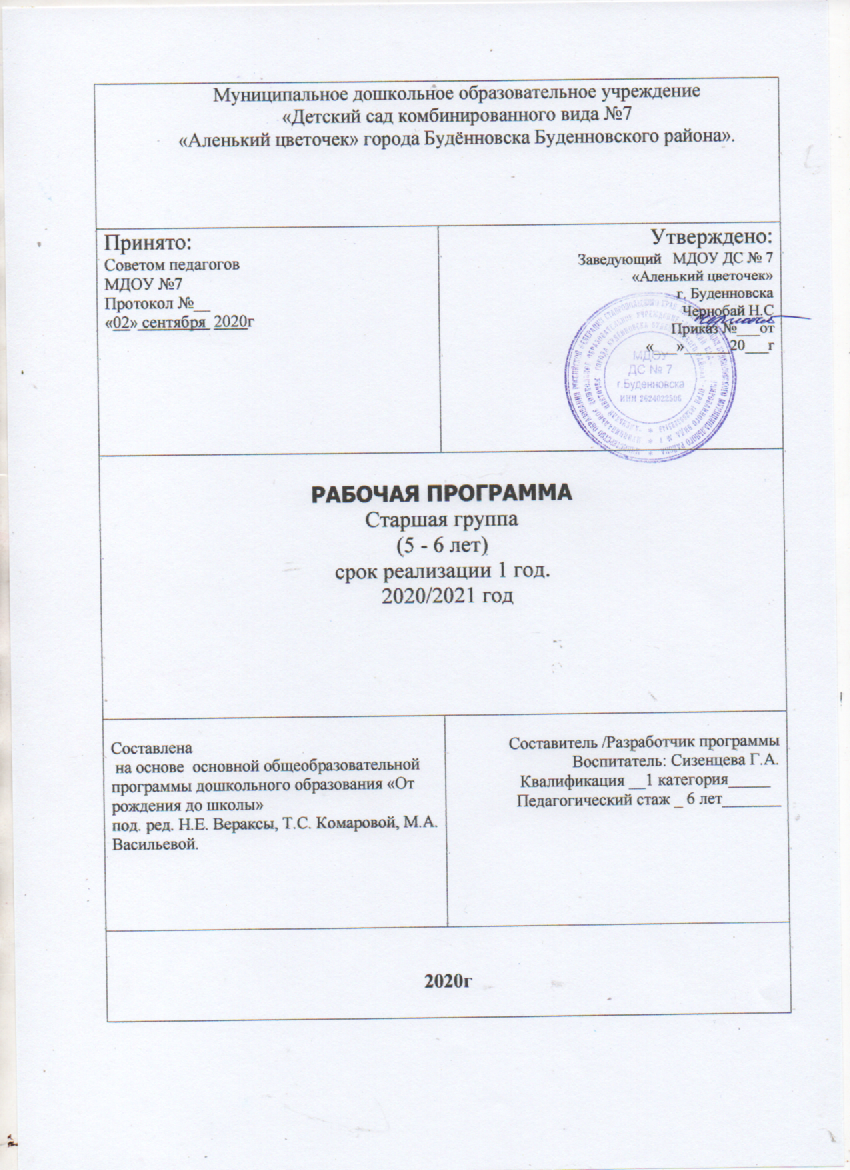 Муниципальное дошкольное образовательное учреждение
«Детский сад комбинированного вида №7
«Аленький цветочек» города Будённовска Буденновского района».
Принято:
Советом педагогов
МДОУ №7
Протокол №__
«02» сентября 2020г
Утверждено:
Заведующий МДОУ ДС № 7
«Аленький цветочек»
г. Буденновска
Чернобай Н.С
Приказ №___от
«___»______20___г
МДОУ
ДС № 7
г.Буденновска
РАБОЧАЯ ПРОГРАММА
Старшая группа
(5 - 6 лет)
срок реализации 1 год.
2020/2021 год
Составлена
на основе основной общеобразовательной
программы дошкольного образования «От
рождения до школы»
под. ред. Н.Е. Вераксы, Т.С. Комаровой, М.А.
Васильевой.
Составитель /Разработчик программы
Воспитатель: Сизенцева Г.А.
Квалификация __1 категория_____
Педагогический стаж _ 6 лет_______
2020г